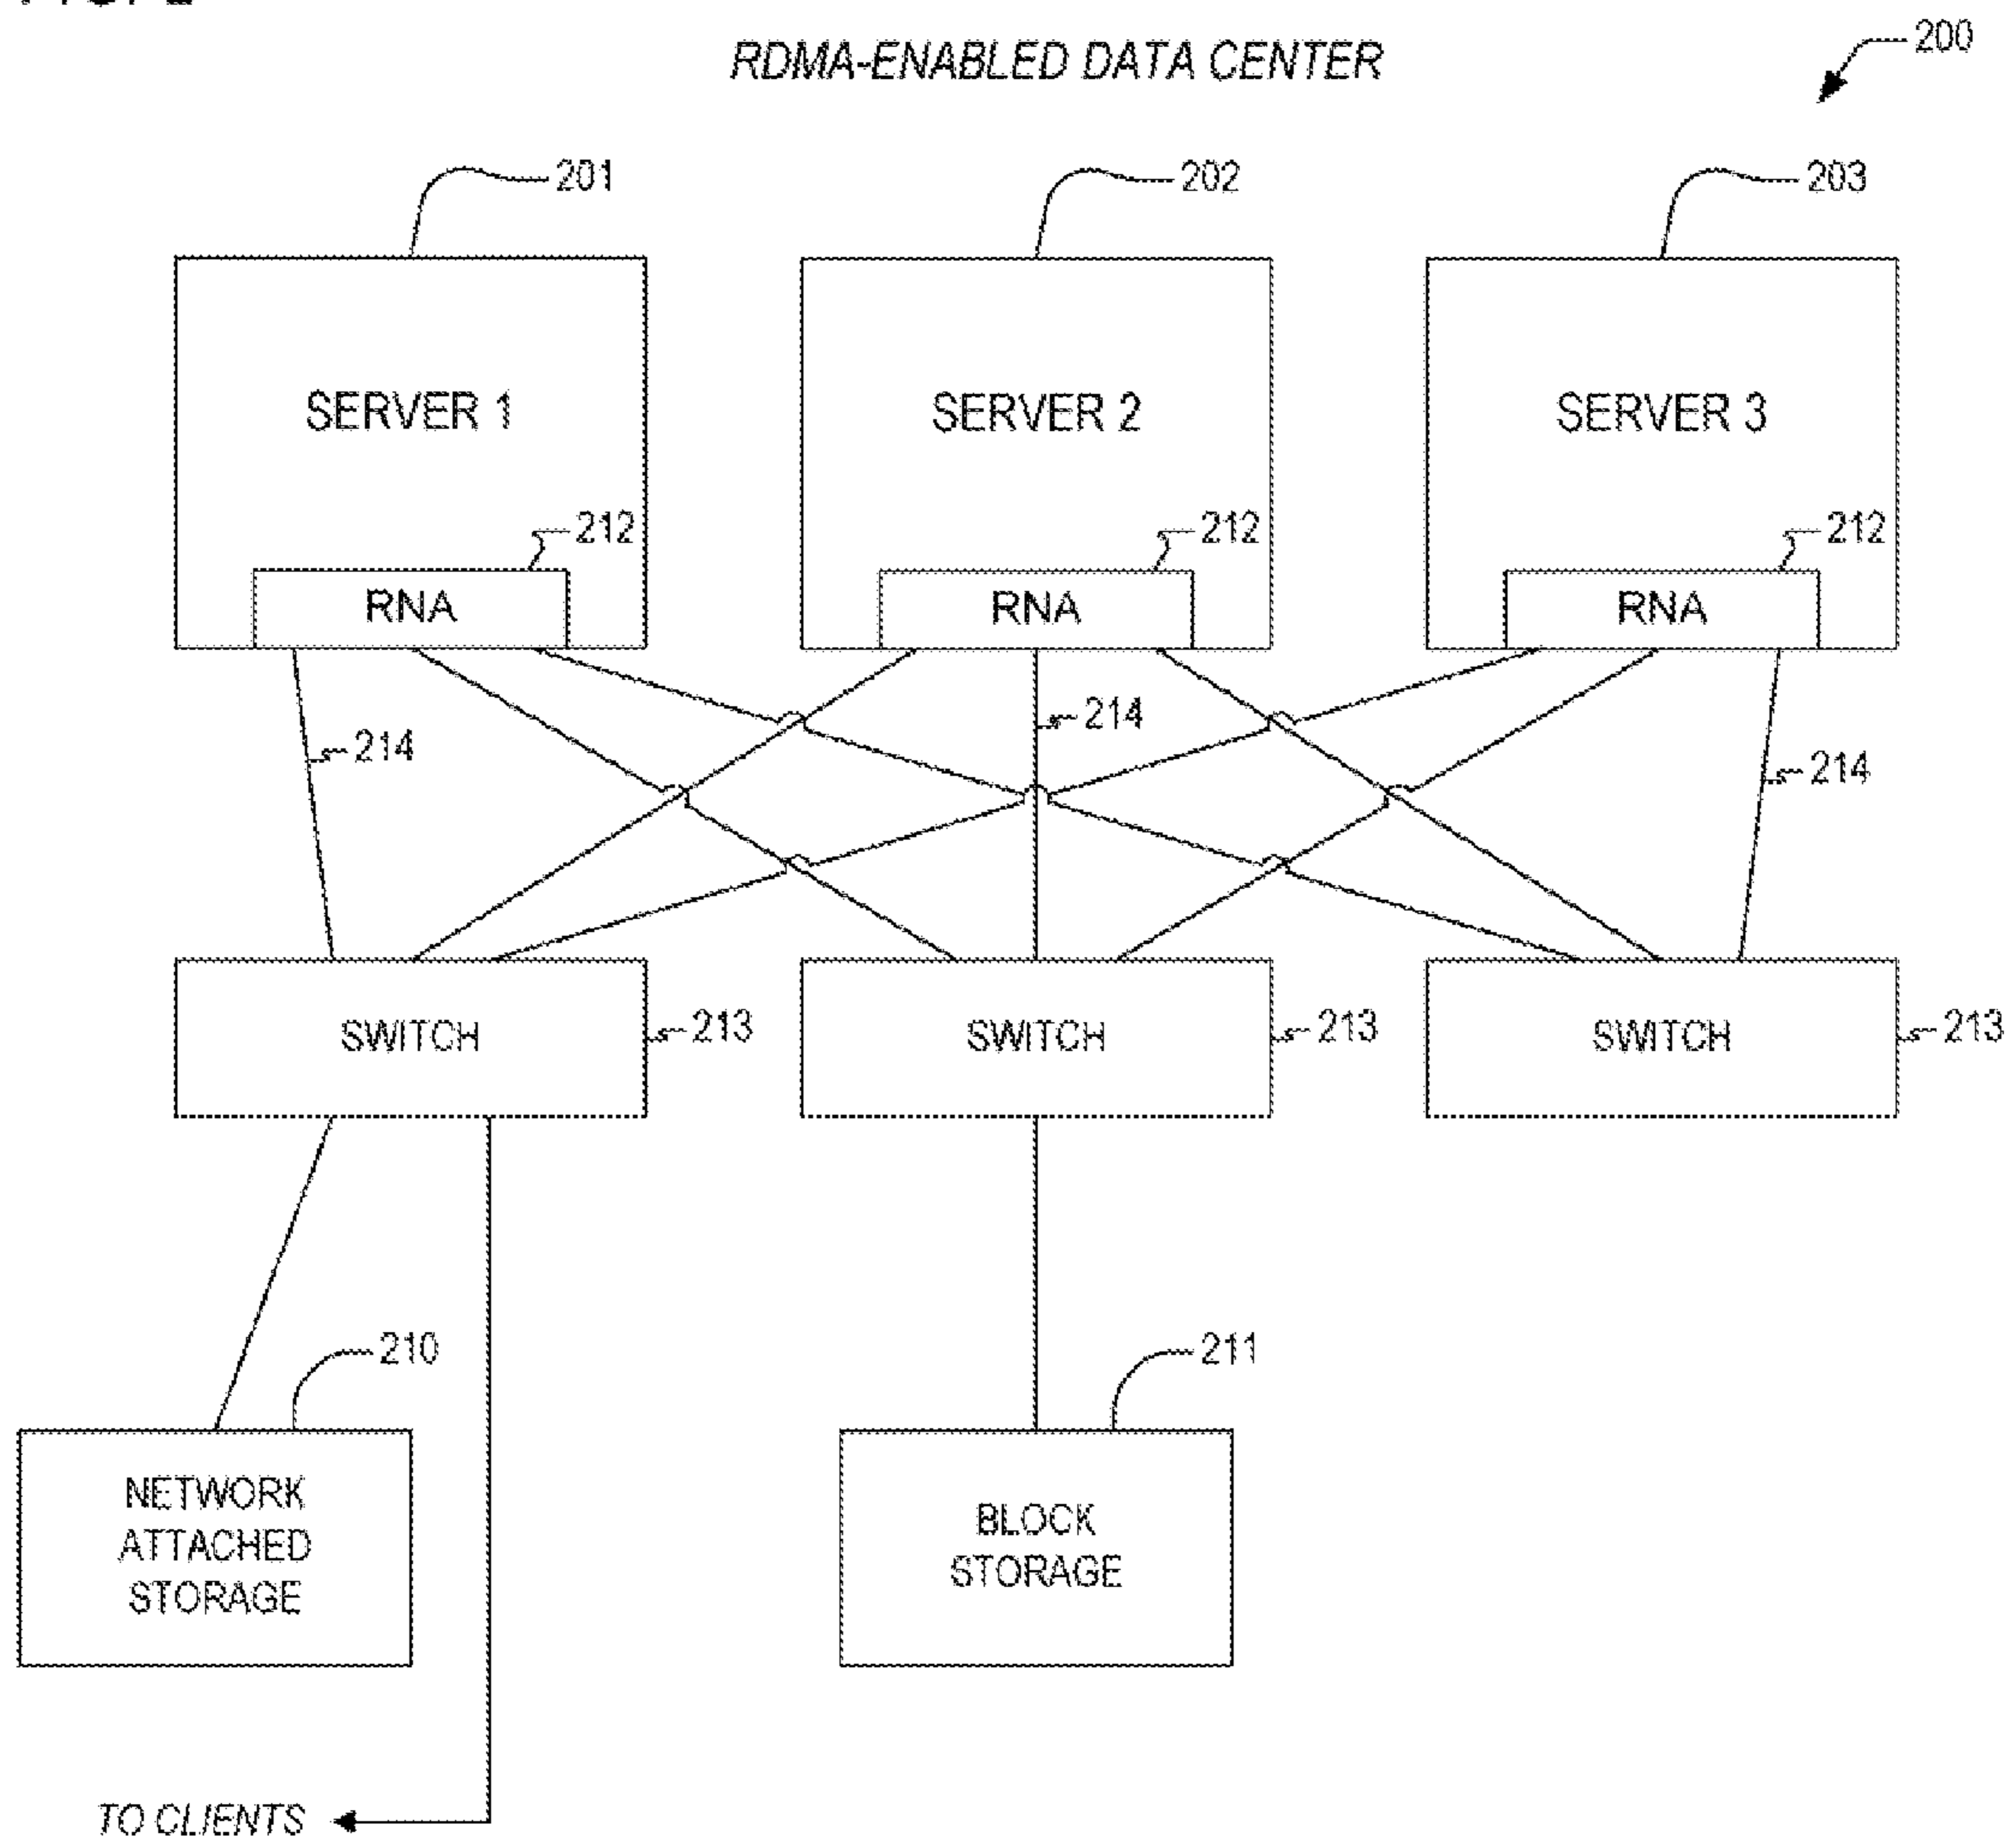 RDMA-ENABLED DATA CENTER
200
201
202
203
SERVER 1
SERVER 2
SERVER 3
212
212
212
RNA
RNA
RNA
214
214
214
SWITCH
213
SWITCH
213
SWITCH
213
210
211
NETWORK
ATTACHED
STORAGE
BLOCK
STORAGE
TO CLIENTS